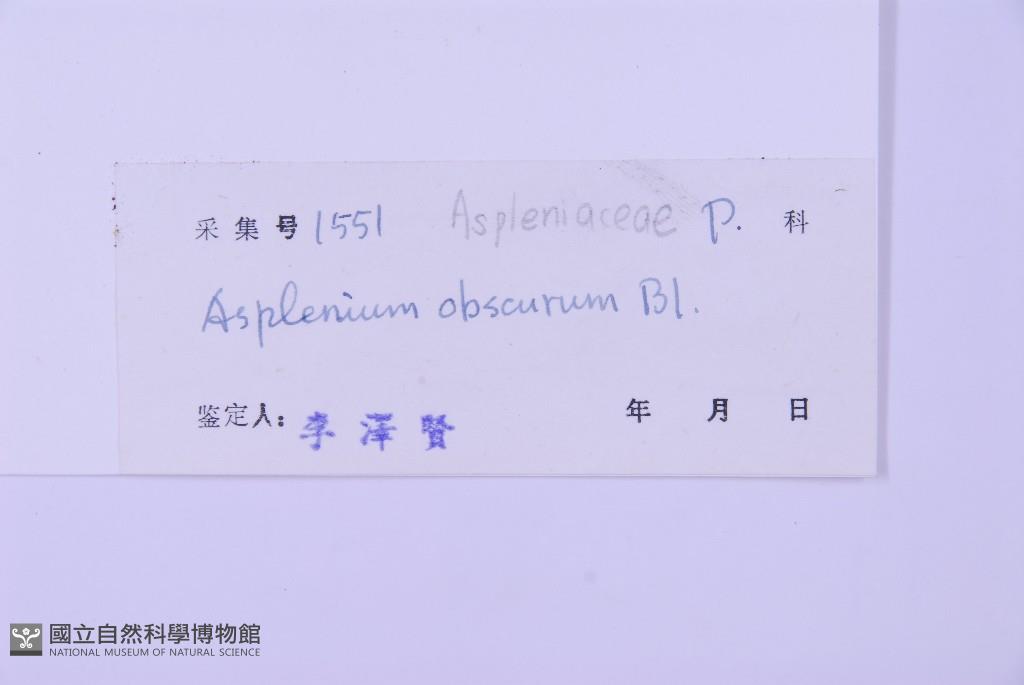 采集号 1551 Aspleniaceae P. 科
Asplenium obscurum Bl.
鉴定人: 李澤賢 年 月 日
國立自然科學博物館
NATIONAL MUSEUM OF NATURAL SCIENCE